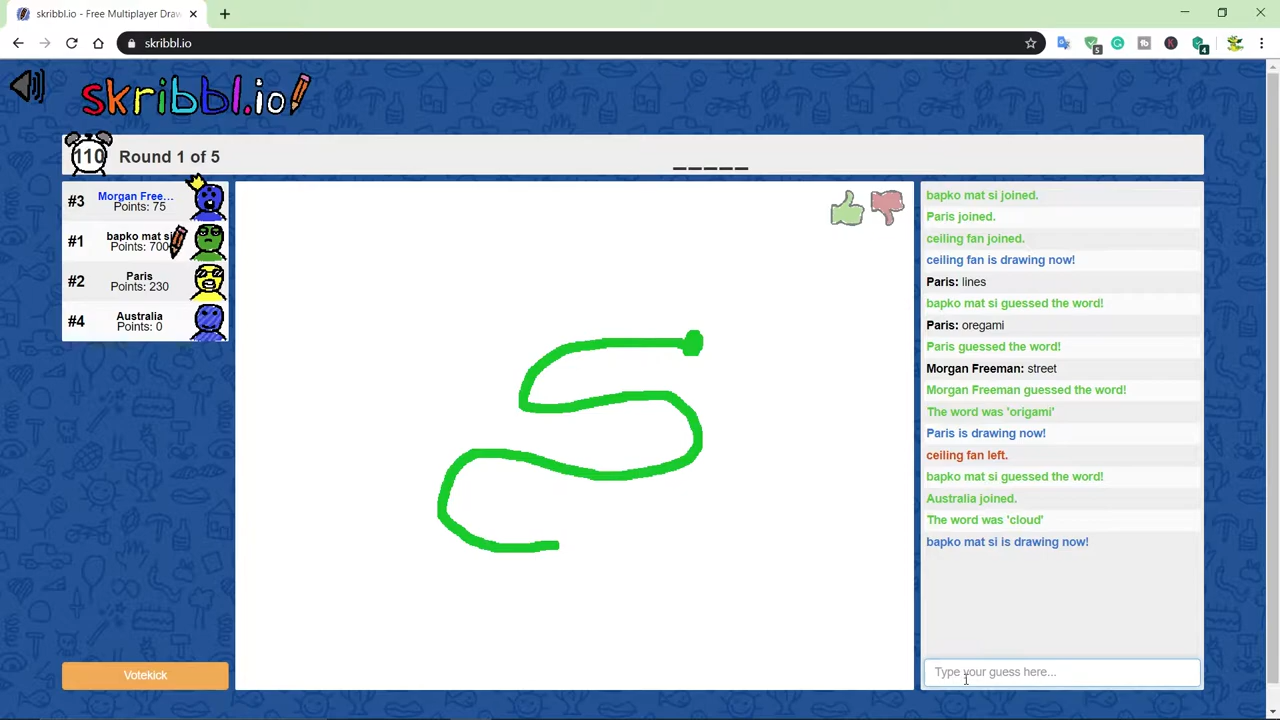 skribbl.io - Free Multiplayer Draw
skribbl.io
5
4
skribbl.io
110
Round 1 of 5
_____
#3
Morgan Free...
Points: 75
#1
bapko mat si
Points: 700
#2
Paris
Points: 230
#4
Australia
Points: 0
Votekick
bapko mat si joined.
Paris joined.
ceiling fan joined.
ceiling fan is drawing now!
Paris: lines
bapko mat si guessed the word!
Paris: oregami
Paris guessed the word!
Morgan Freeman: street
Morgan Freeman guessed the word!
The word was 'origami'
Paris is drawing now!
ceiling fan left.
bapko mat si guessed the word!
Australia joined.
The word was 'cloud'
bapko mat si is drawing now!
Type your guess here...